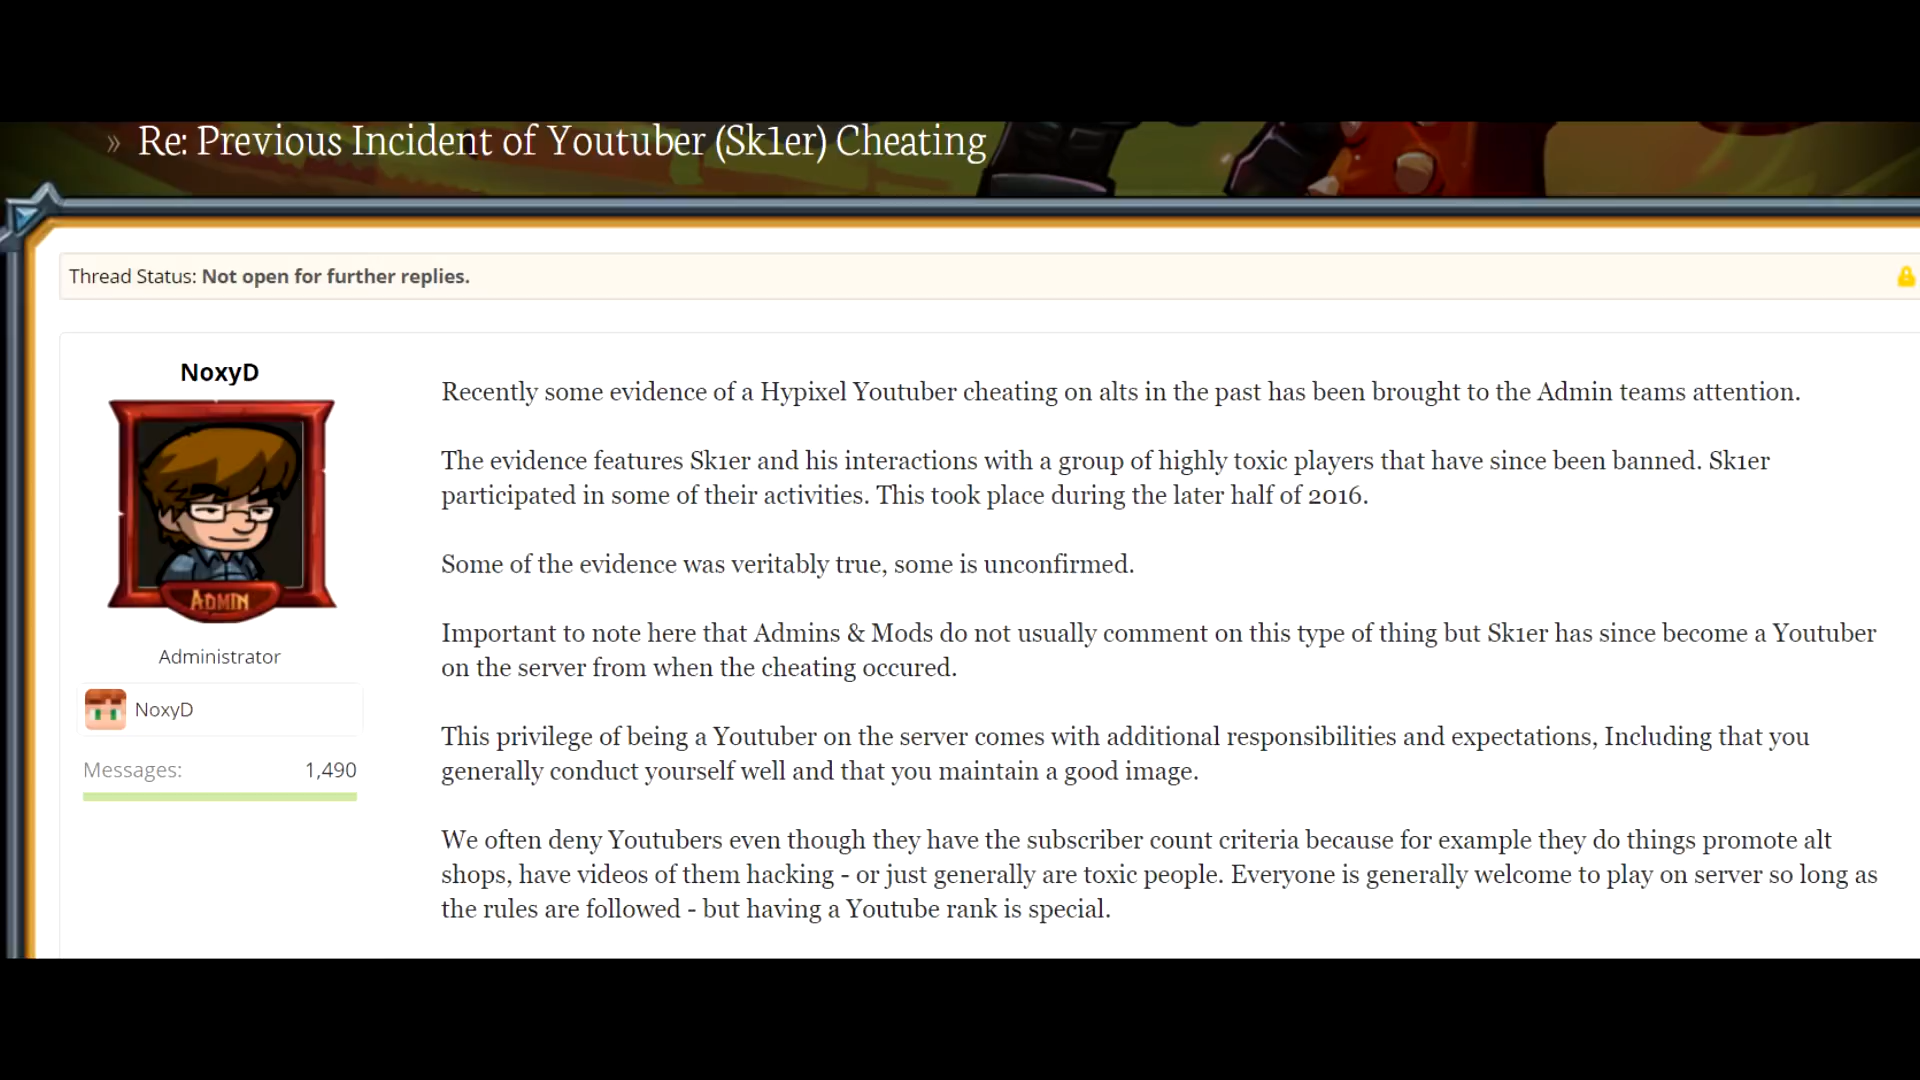 » Re: Previous Incident of Youtuber (Sk1er) Cheating
Thread Status: Not open for further replies.
NoxyD
ADMIN
Administrator
NoxyD
Messages: 1,490
Recently some evidence of a Hypixel Youtuber cheating on alts in the past has been brought to the Admin teams attention.
The evidence features Sk1er and his interactions with a group of highly toxic players that have since been banned. Sk1er
participated in some of their activities. This took place during the later half of 2016.
Some of the evidence was veritably true, some is unconfirmed.
Important to note here that Admins & Mods do not usually comment on this type of thing but Sk1er has since become a Youtuber
on the server from when the cheating occured.
This privilege of being a Youtuber on the server comes with additional responsibilities and expectations, Including that you
generally conduct yourself well and that you maintain a good image.
We often deny Youtubers even though they have the subscriber count criteria because for example they do things promote alt
shops, have videos of them hacking - or just generally are toxic people. Everyone is generally welcome to play on server so long as
the rules are followed - but having a Youtube rank is special.